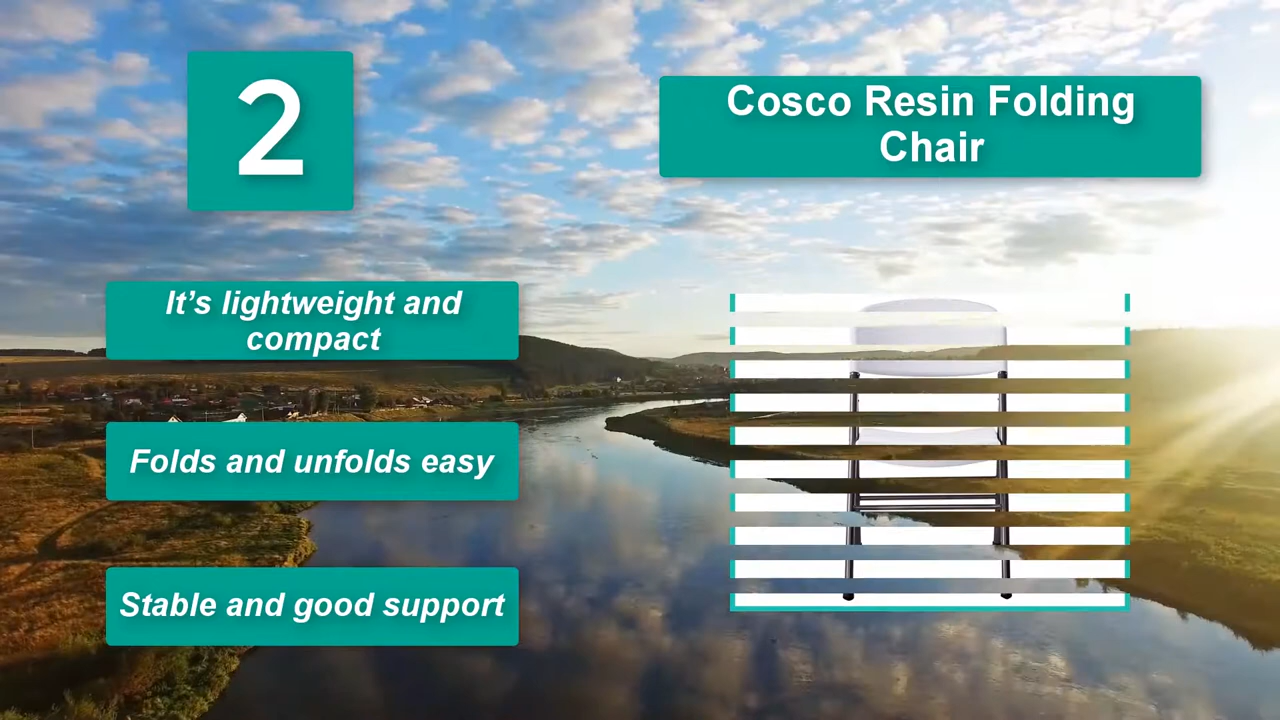 2
Cosco Resin Folding
Chair
It’s lightweight and
compact
Folds and unfolds easy
Stable and good support